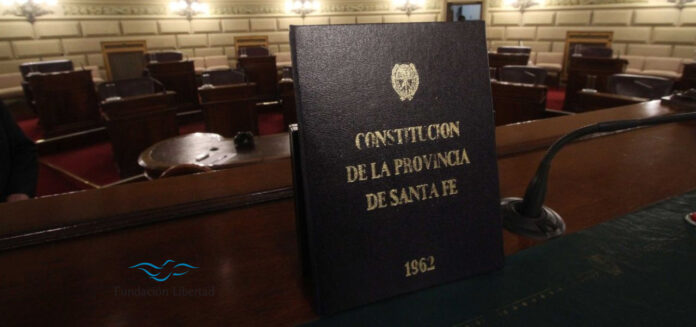 CONSTITUCION
DE LA PROVINCIA
DE SANTA FE
1962
Fundación Libertad